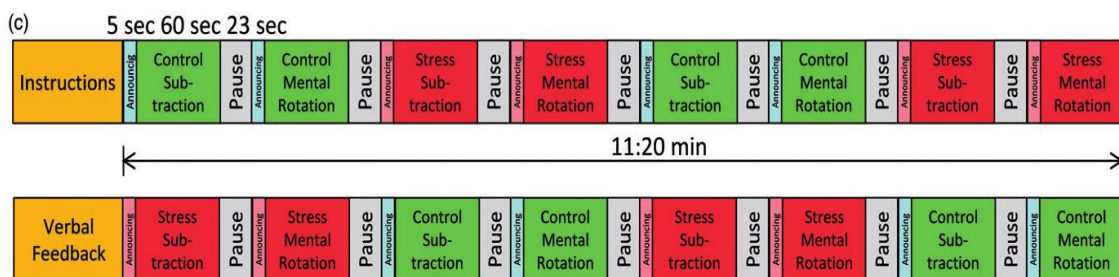 (c)
5 sec 60 sec 23 sec
Instructions
Announcig
Control
Sub-
traction
Pause
Announcing
Control
Mental
Rotation
Pause
Announcing
Stress
Sub-
traction
Pause
Announcing
Stress
Mental
Rotation
Pause
Announcing
Control
Sub-
traction
Pause
Announcing
Control
Mental
Rotation
Pause
Announcing
Stress
Sub-
traction
Pause
Announcing
Stress
Mental
Rotation
11:20 min
Verbal
Feedback
Announcing
Stress
Sub-
traction
Pause
Announcing
Stress
Mental
Rotation
Pause
Announcing
Control
Sub-
traction
Pause
Announcing
Control
Mental
Rotation
Pause
Announcing
Stress
Sub-
traction
Pause
Announcing
Stress
Mental
Rotation
Pause
Announcing
Control
Sub-
traction
Pause
Announcing
Control
Mental
Rotation